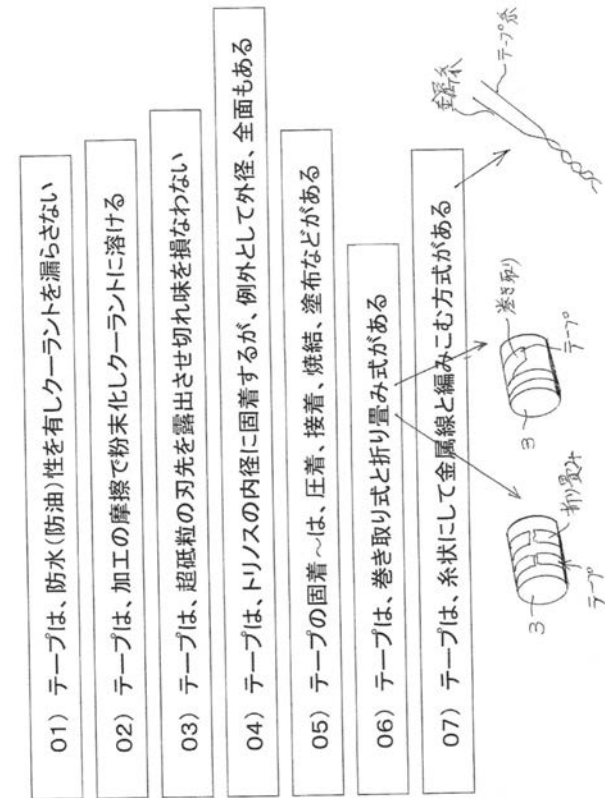 01） テープは、防水（防油）性を有しクーラントを漏らさない
02） テープは、加工の摩擦で粉末化しクーラントに溶ける
03） テープは、超砥粒の刃先を露出させ切れ味を損なわない
04） テープは、トリノスの内径に固着するが、例外として外径、全面もある
05） テープの固着～は、圧着、接着、焼結、塗布などがある
06） テープは、巻き取り式と折り畳み式がある
07） テープは、糸状にして金属線と編みこむ方式がある
3
折り畳み
テープ
3
巻き取り
テープ
金属糸
テープ糸